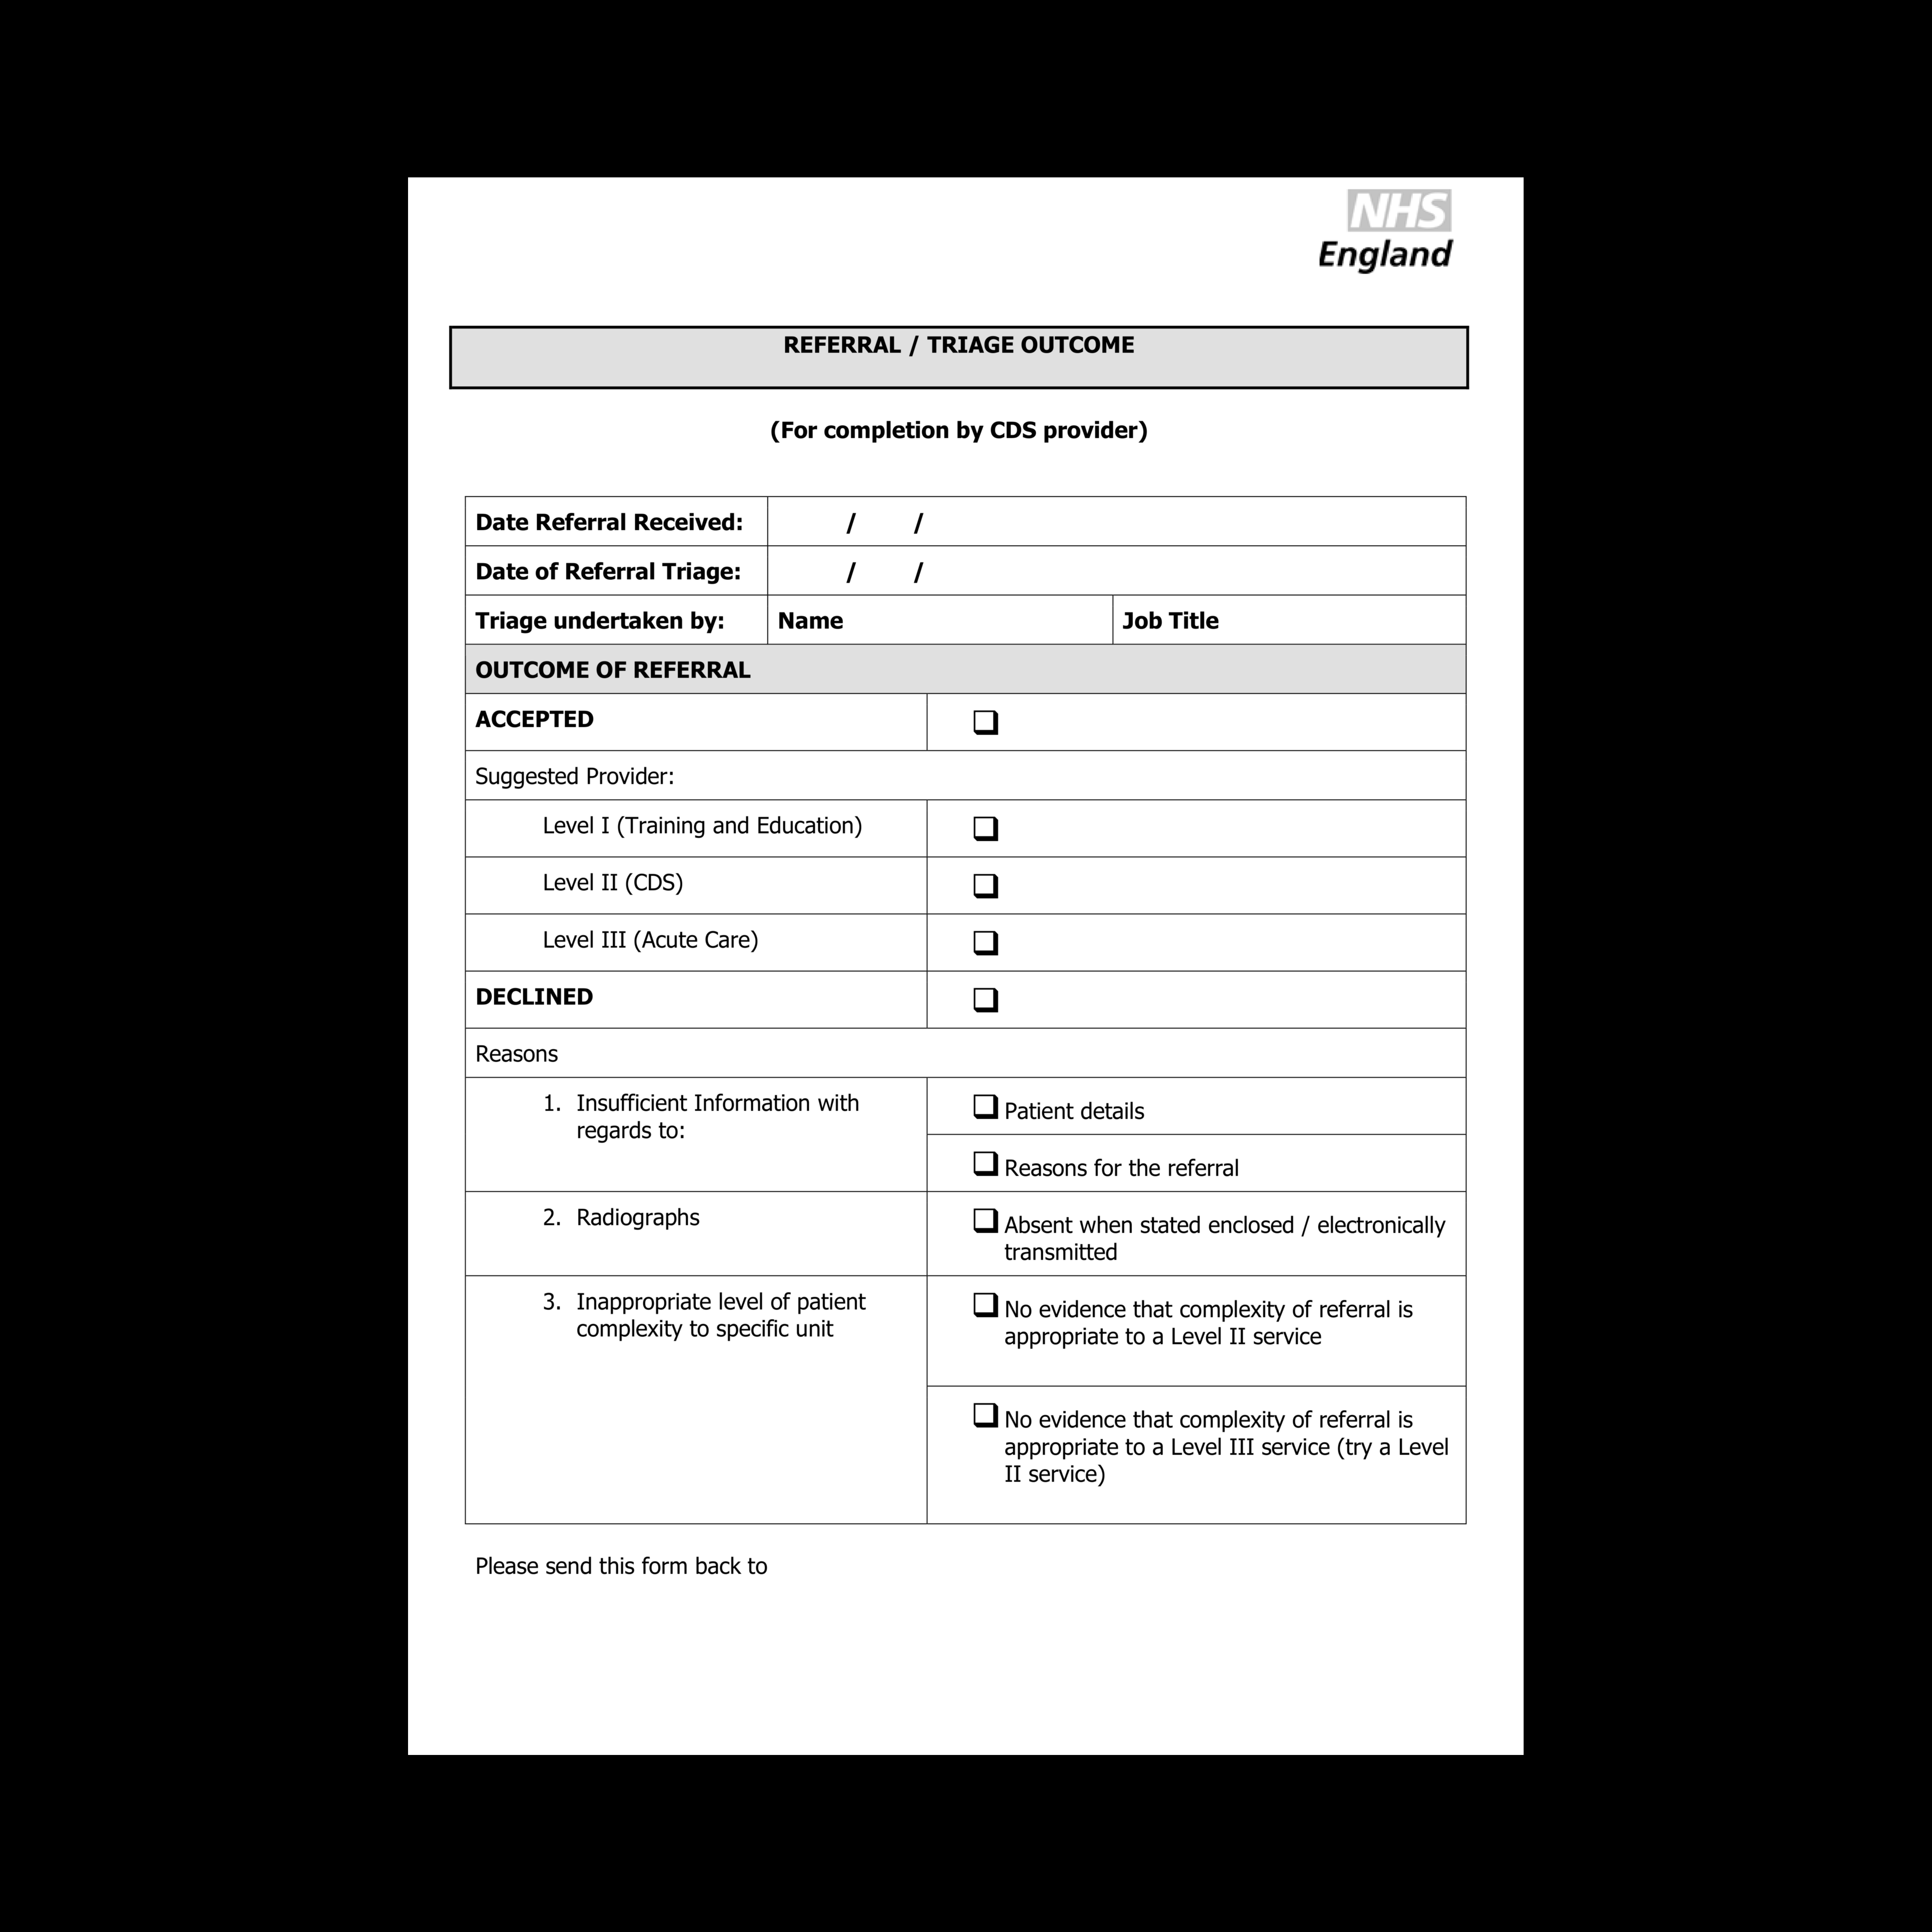 NHS
England
REFERRAL / TRIAGE OUTCOME
(For completion by CDS provider)
Date Referral Received: / /
Date of Referral Triage: / /
Triage undertaken by: Name Job Title
OUTCOME OF REFERRAL
ACCEPTED ❑
Suggested Provider:
Level I (Training and Education) ❑
Level II (CDS) ❑
Level III (Acute Care) ❑
DECLINED ❑
Reasons
1. Insufficient Information with
regards to:
❑ Patient details
❑ Reasons for the referral
2. Radiographs
❑ Absent when stated enclosed / electronically
transmitted
3. Inappropriate level of patient
complexity to specific unit
❑ No evidence that complexity of referral is
appropriate to a Level II service
❑ No evidence that complexity of referral is
appropriate to a Level III service (try a Level
II service)
Please send this form back to